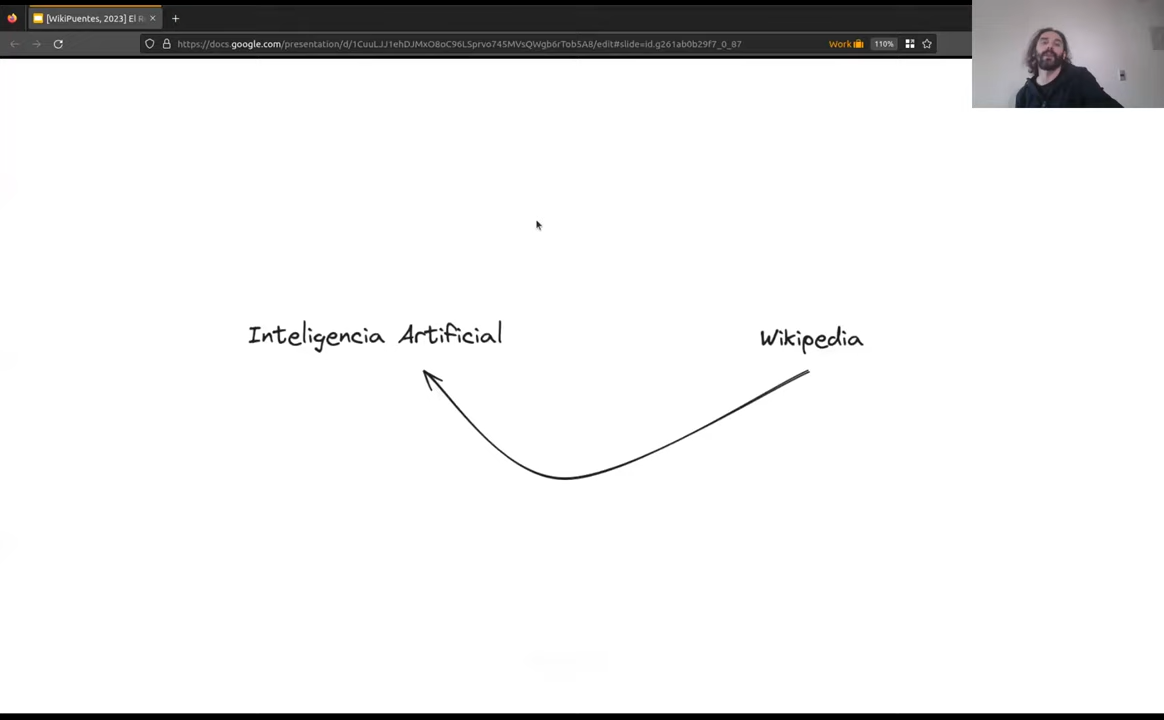 [WikiPuentes, 2023] El R
https://docs.google.com/presentation/d/1CuuLJJ1ehDJMxO8oC96LSprvo745MVsQWgb6rTob5A8/edit#slide=id.g261ab0b29f7_0_87
Work
110%
Inteligencia Artificial
Wikipedia